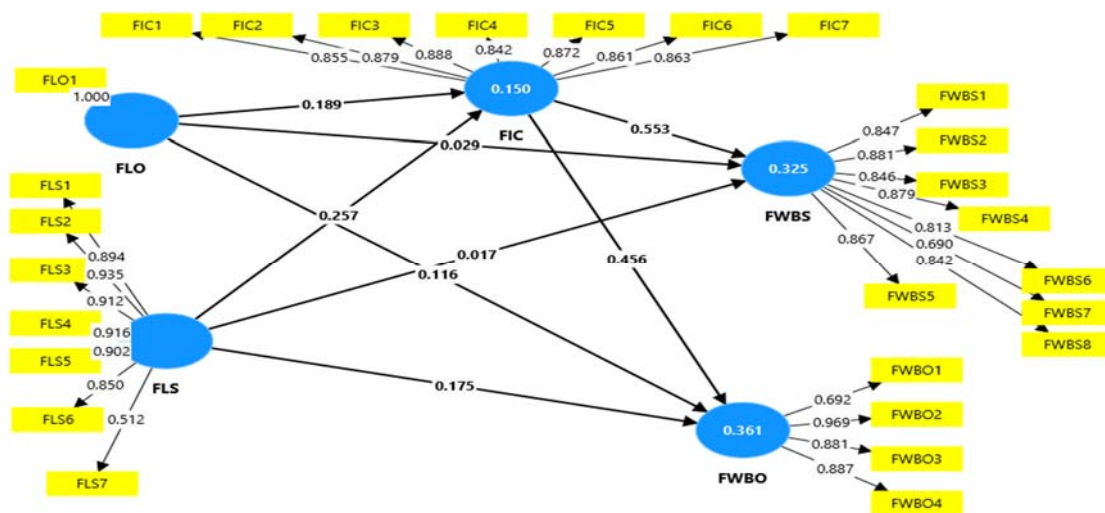 FIC1 FIC2 FIC3 FIC4 FIC5 FIC6 FIC7
0.855 0.879 0.888 0.842 0.872 0.861 0.863
FLO1
1.000
FLO
0.150
FIC
0.189
0.029
0.553
0.257
0.017
0.116
0.456
0.175
FWBS1
FWBS2
FWBS3
FWBS4
FWBS5
FWBS6
FWBS7
FWBS8
0.847
0.881
0.846
0.879
0.813
0.690
0.842
0.867
0.325
FWBS
FLS1
FLS2
FLS3
FLS4
FLS5
FLS6
FLS7
0.894
0.935
0.912
0.916
0.902
0.850
0.512
FLS
0.361
FWBO
FWBO1
FWBO2
FWBO3
FWBO4
0.692
0.969
0.881
0.887